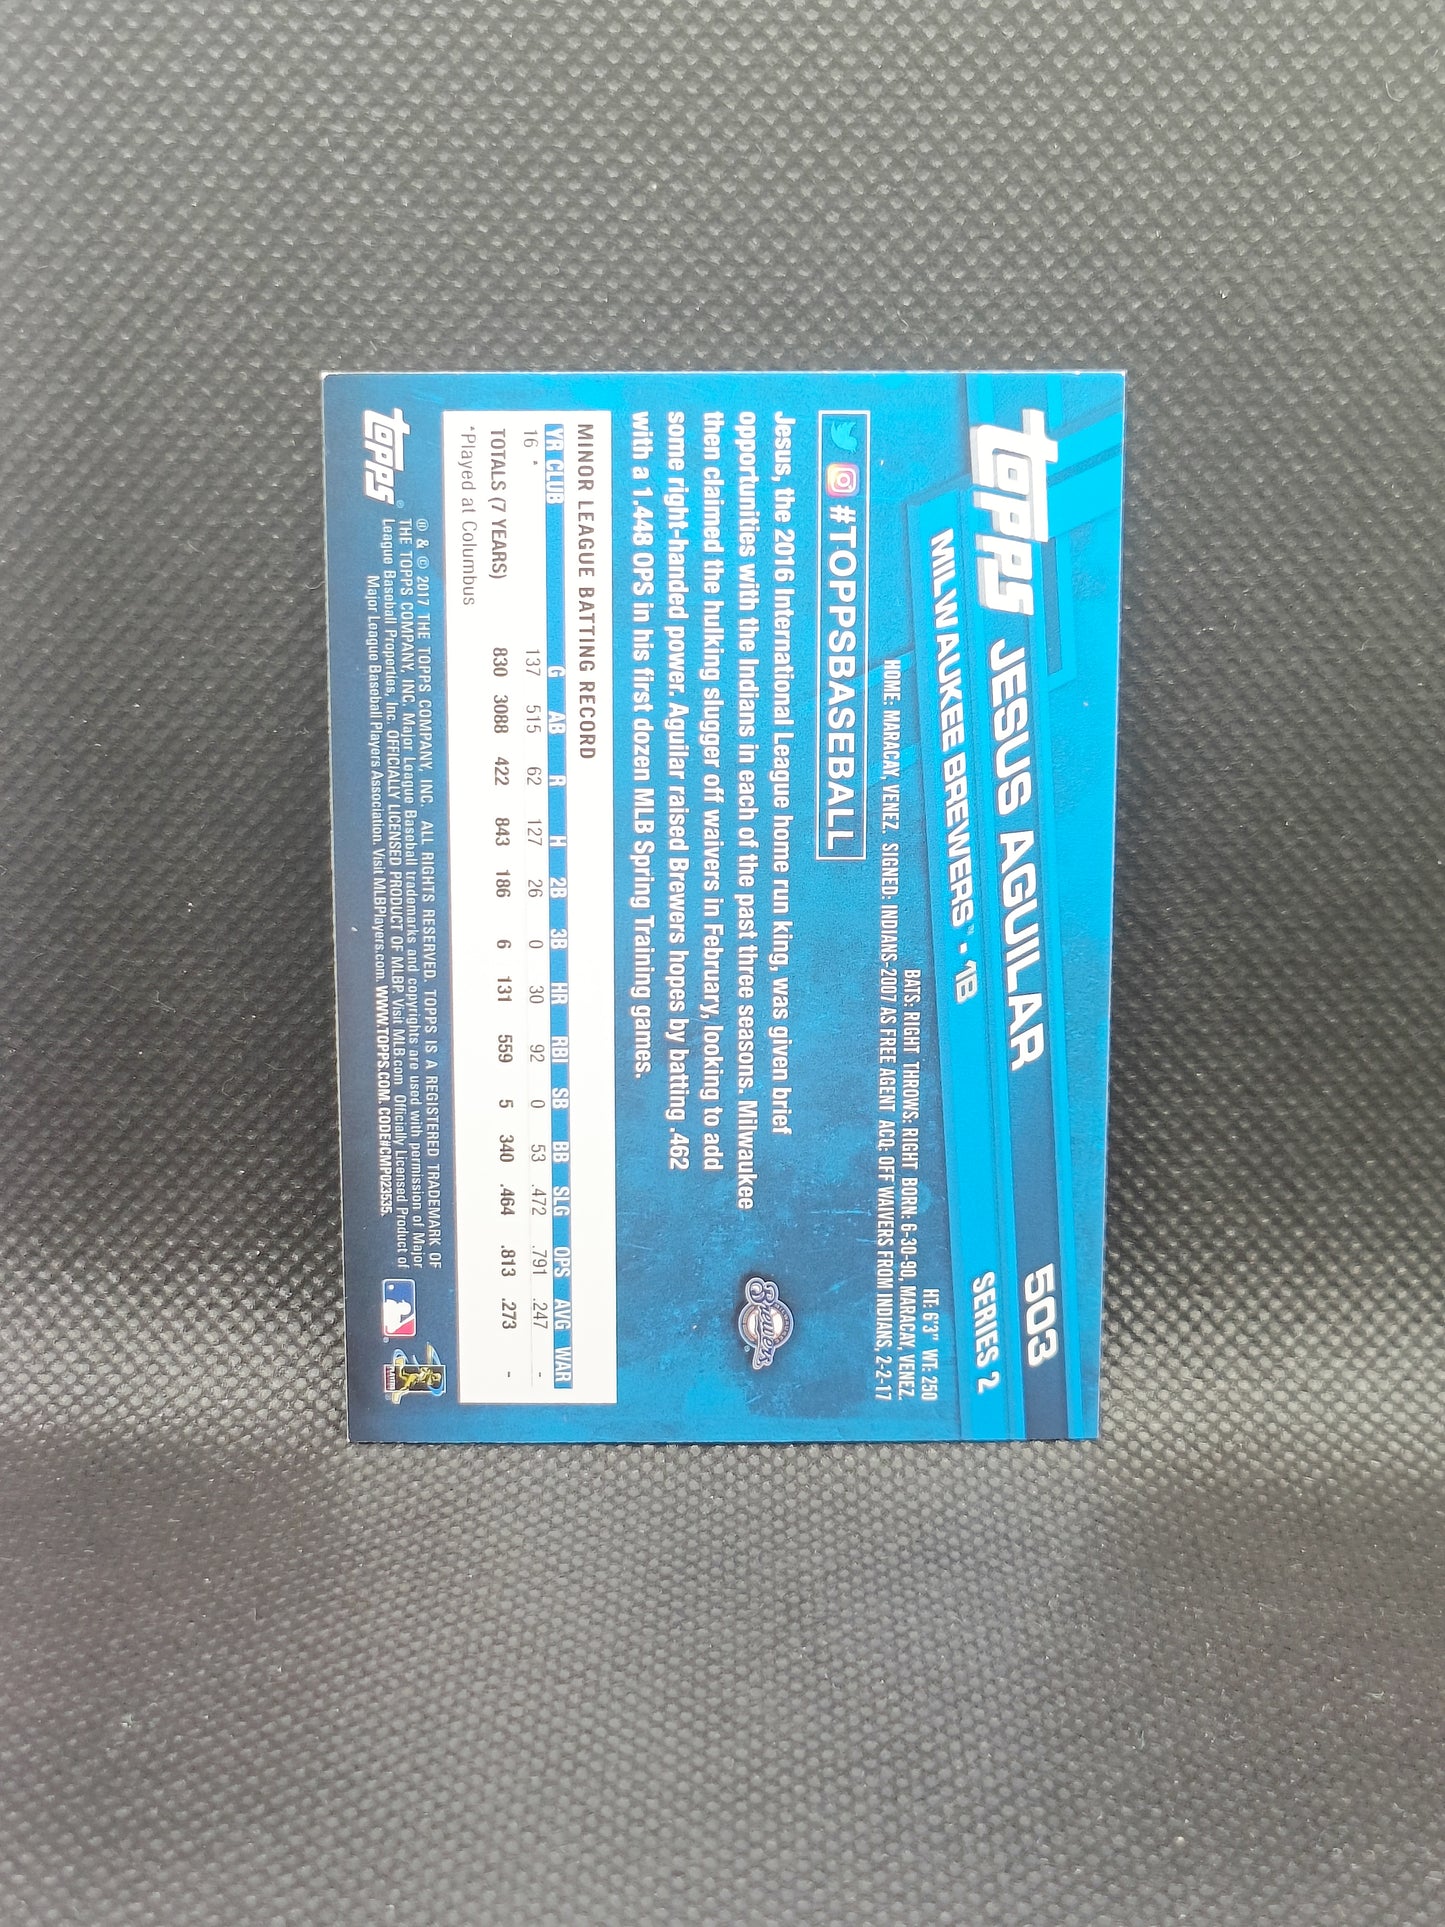 topps JESUS AGUILAR 503
MILWAUKEE BREWERS™ • 1B SERIES 2
HT: 6'3" WT: 250
BATS: RIGHT THROWS: RIGHT BORN: 6-30-90, MARACAY, VENEZ.
HOME: MARACAY, VENEZ. SIGNED: INDIANS-2007 AS FREE AGENT ACQ: OFF WAIVERS FROM INDIANS, 2-2-17
#TOPPSBASEBALL
Jesus, the 2016 International League home run king, was given brief
opportunities with the Indians in each of the past three seasons. Milwaukee
then claimed the hulking slugger off waivers in February, looking to add
some right-handed power. Aguilar raised Brewers hopes by batting .462
with a 1.448 OPS in his first dozen MLB Spring Training games.
Brewers
MINOR LEAGUE BATTING RECORD
YR CLUB G AB R H 2B 3B HR RBI SB BB SLG OPS AVG WAR
16 * 137 515 62 127 26 0 30 92 0 53 .472 .791 .247 -
TOTALS (7 YEARS) 830 3088 422 843 186 6 131 559 5 340 .464 .813 .273 -
*Played at Columbus
topps®
® & © 2017 THE TOPPS COMPANY, INC. ALL RIGHTS RESERVED. TOPPS IS A REGISTERED TRADEMARK OF
THE TOPPS COMPANY, INC. Major League Baseball trademarks and copyrights are used with permission of Major
League Baseball Properties, Inc. OFFICIALLY LICENSED PRODUCT OF MLBP. Visit MLB.com Officially Licensed Product of
Major League Baseball Players Association. Visit MLBPlayers.com. WWW.TOPPS.COM. CODE#CMP023535.